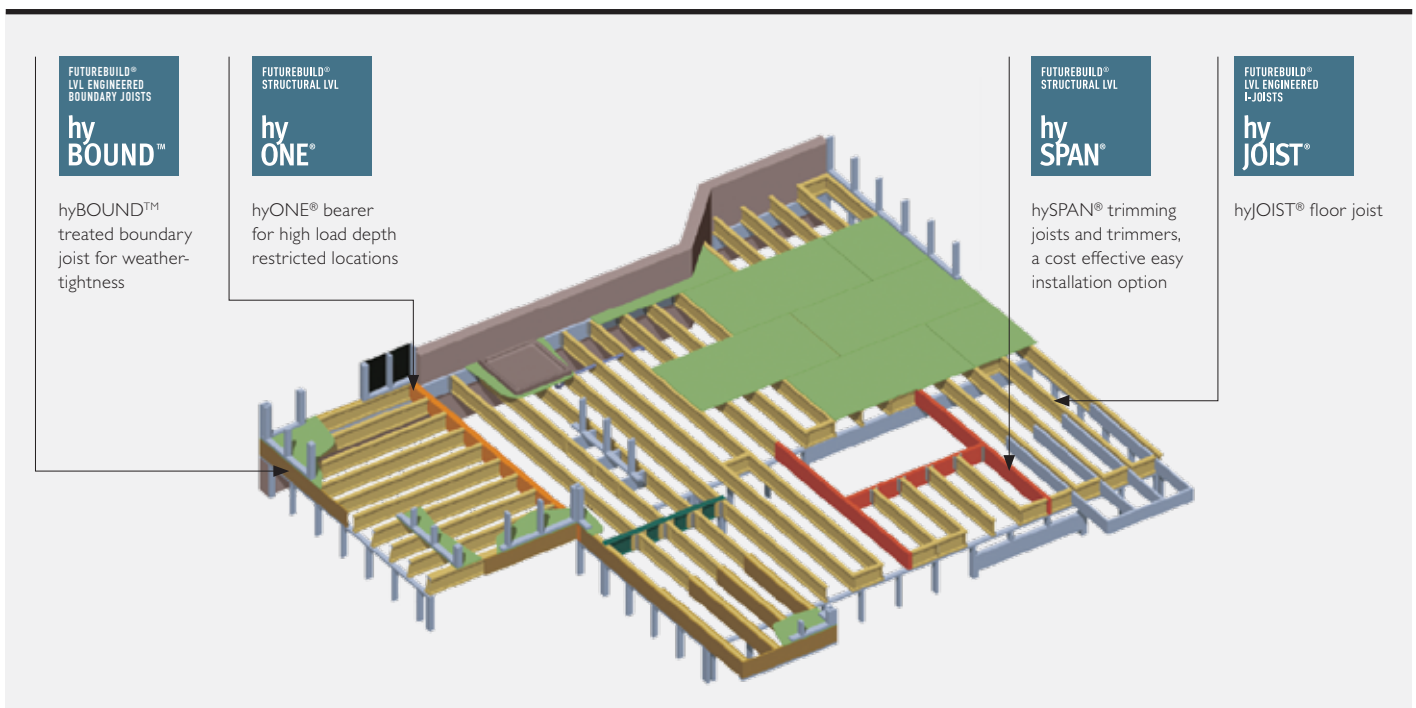 FUTUREBUILD®
LVL ENGINEERED
BOUNDARY JOISTS
hy
BOUND™
hyBOUND™
treated boundary
joist for weather-
tightness
FUTUREBUILD®
STRUCTURAL LVL
hy
ONE®
hyONE® bearer
for high load depth
restricted locations
FUTUREBUILD®
STRUCTURAL LVL
hy
SPAN®
hySPAN® trimming
joists and trimmers,
a cost effective easy
installation option
FUTUREBUILD®
LVL ENGINEERED
I-JOISTS
hy
JOIST®
hyJOIST® floor joist